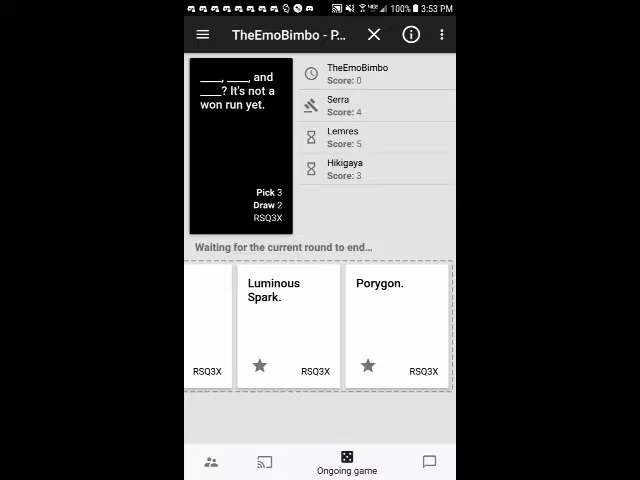 100% 3:53 PM
TheEmoBimbo - P...
____, ____, and
____? It's not a
won run yet.
Pick 3
Draw 2
RSQ3X
TheEmoBimbo
Score: 0
Serra
Score: 4
Lemres
Score: 5
Hikigaya
Score: 3
Waiting for the current round to end...
RSQ3X
Luminous
Spark.
RSQ3X
Porygon.
RSQ3X
Ongoing game